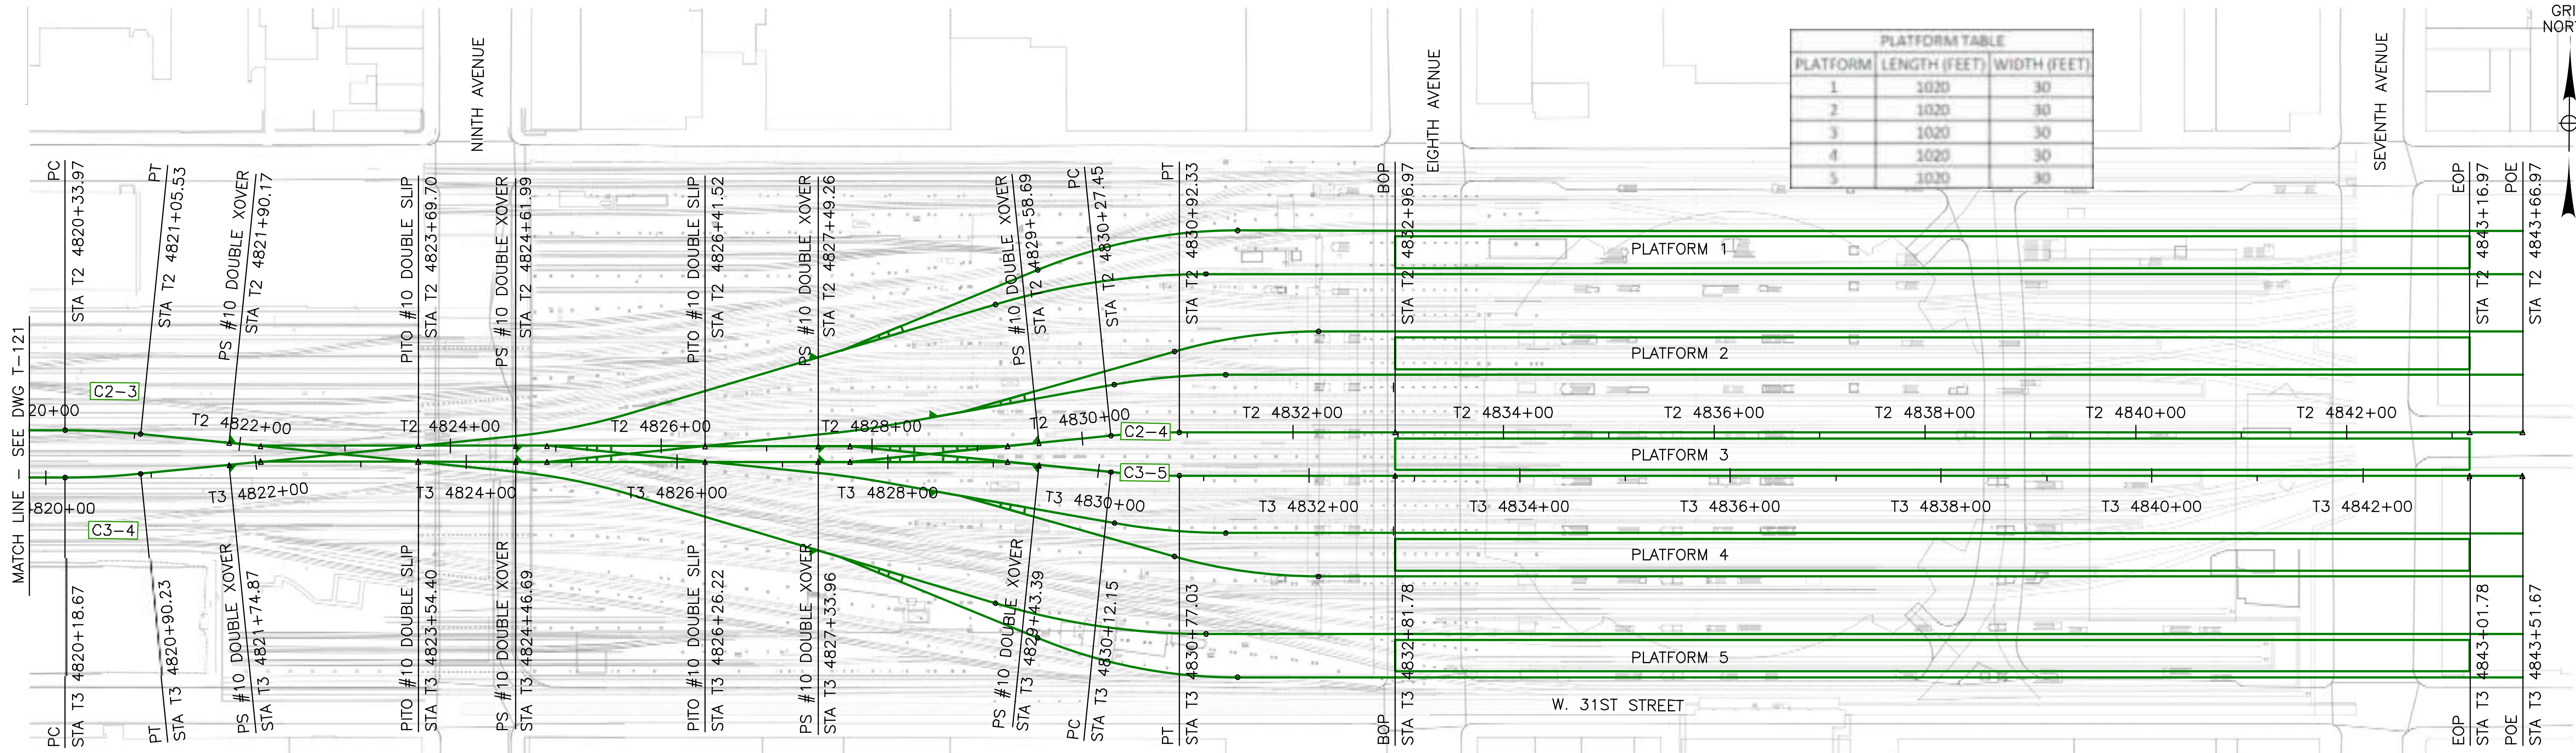 GRI
NORT
PLATFORM TABLE
PLATFORM LENGTH (FEET) WIDTH (FEET)
1 1020 30
2 1020 30
3 1020 30
4 1020 30
5 1020 30
NINTH AVENUE
EIGHTH AVENUE
SEVENTH AVENUE
PC
STA T2 4820+33.97
PT
STA T2 4821+05.53
PS #10 DOUBLE XOVER
STA T2 4821+90.17
PITO #10 DOUBLE SLIP
STA T2 4823+69.70
PS #10 DOUBLE XOVER
STA T2 4824+61.99
PITO #10 DOUBLE SLIP
STA T2 4826+41.52
PS #10 DOUBLE XOVER
STA T2 4827+49.26
PS #10 DOUBLE XOVER
STA T2 4829+58.69
PC
STA T2 4830+27.45
PT
STA T2 4830+92.33
BOP
STA T2 4832+96.97
EOP
STA T2 4843+16.97
POE
STA T2 4843+66.97
PLATFORM 1
PLATFORM 2
MATCH LINE - SEE DWG T-121
C2-3
20+00
T2 4822+00
T2 4824+00
T2 4826+00
T2 4828+00
T2 4830+00
C2-4
T2 4832+00
T2 4834+00
T2 4836+00
T2 4838+00
T2 4840+00
T2 4842+00
PLATFORM 3
C3-5
4820+00
C3-4
T3 4822+00
T3 4824+00
T3 4826+00
T3 4828+00
T3 4830+00
T3 4832+00
T3 4834+00
T3 4836+00
T3 4838+00
T3 4840+00
T3 4842+00
PLATFORM 4
PLATFORM 5
W. 31ST STREET
PC
STA T3 4820+18.67
PT
STA T3 4820+90.23
PS #10 DOUBLE XOVER
STA T3 4821+74.87
PITO #10 DOUBLE SLIP
STA T3 4823+54.40
PS #10 DOUBLE XOVER
STA T3 4824+46.69
PITO #10 DOUBLE SLIP
STA T3 4826+26.22
PS #10 DOUBLE XOVER
STA T3 4827+33.96
PS #10 DOUBLE XOVER
STA T3 4829+43.39
PC
STA T3 4830+12.15
PT
STA T3 4830+77.03
BOP
STA T3 4832+81.78
EOP
STA T3 4843+01.78
POE
STA T3 4843+51.67